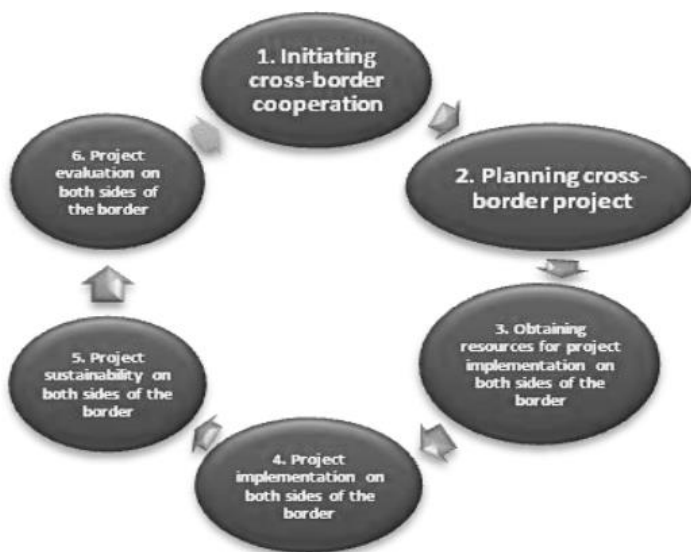 1. Initiating
cross-border
cooperation
2. Planning cross-
border project
3. Obtaining
resources for project
implementation on
both sides of the
border
4. Project
implementation on
both sides of the
border
5. Project
sustainability on
both sides of the
border
6. Project
evaluation on
both sides of
the border